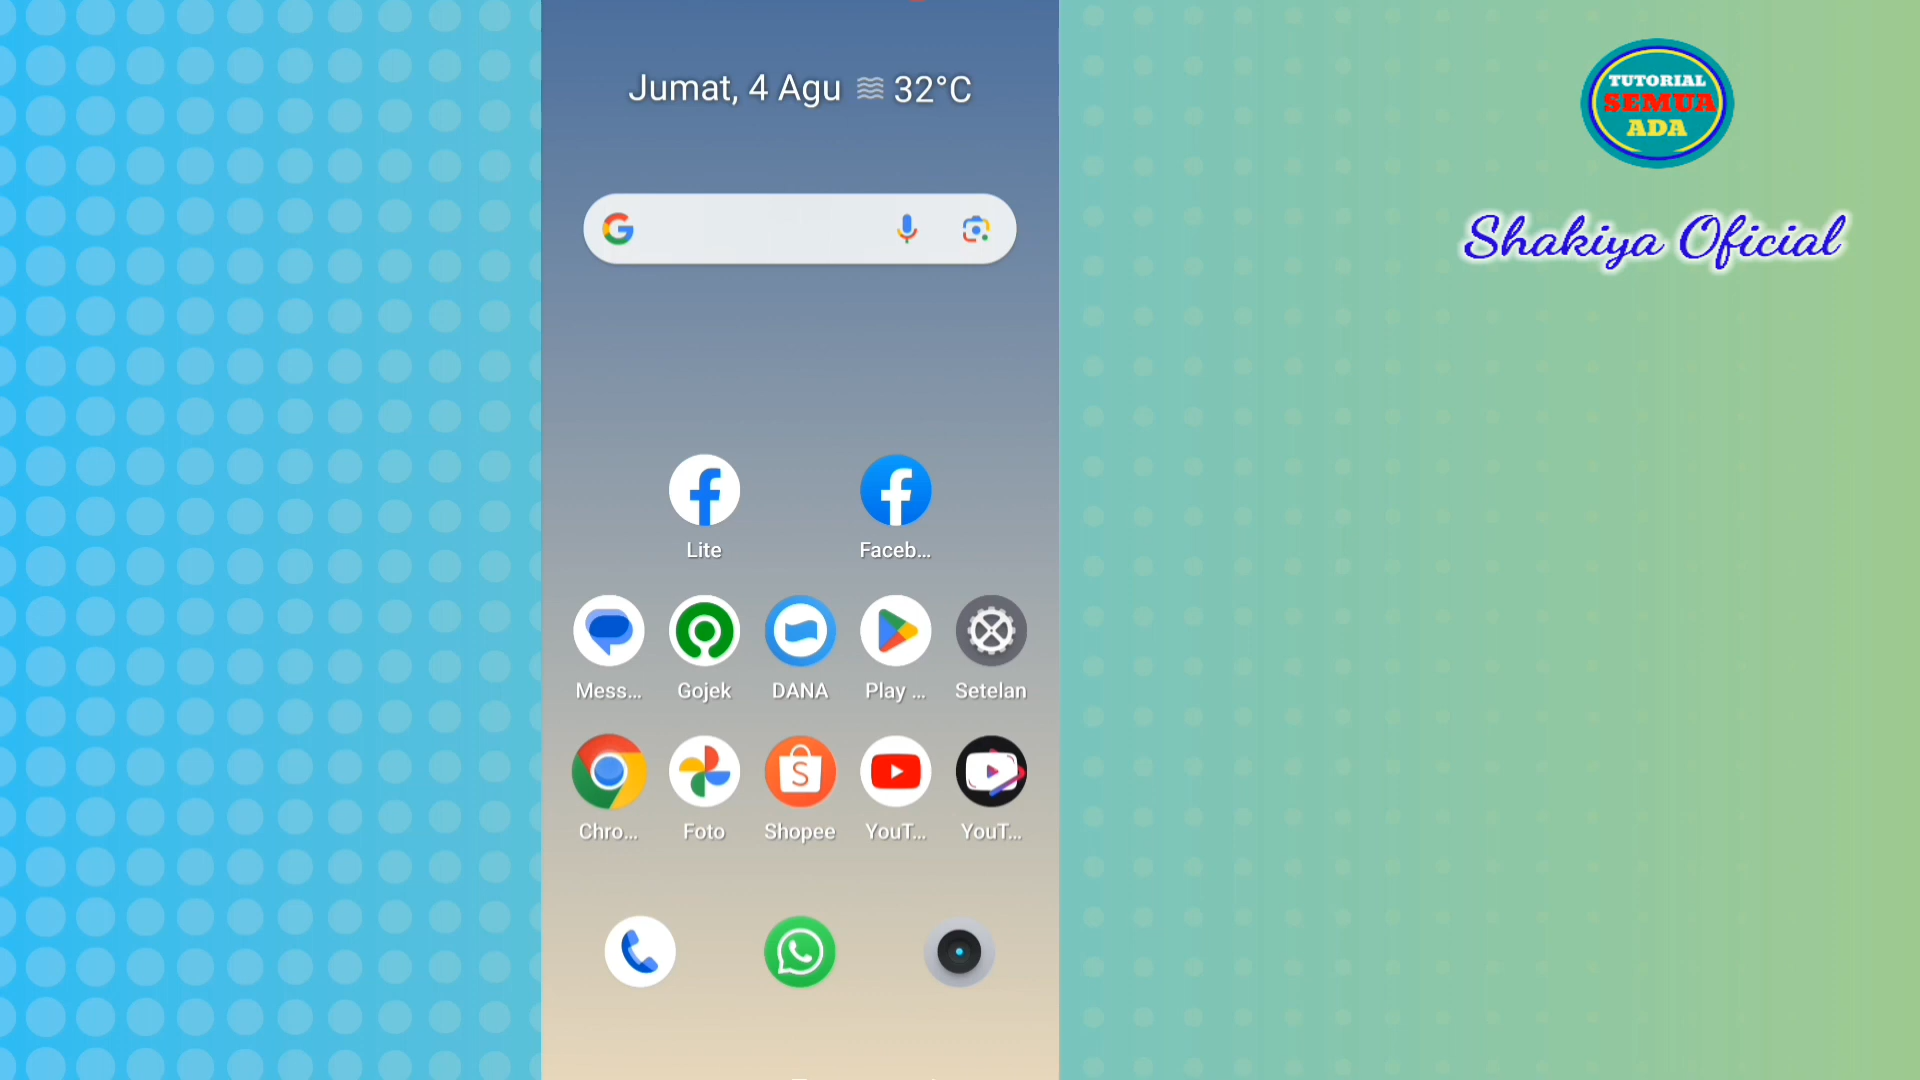 Jumat, 4 Agu 32°C
TUTORIAL
SEMUA
ADA
Shakiya Oficial
Lite
Faceb...
Mess...
Gojek
DANA
Play ...
Setelan
Chro...
Foto
Shopee
YouT...
YouT...